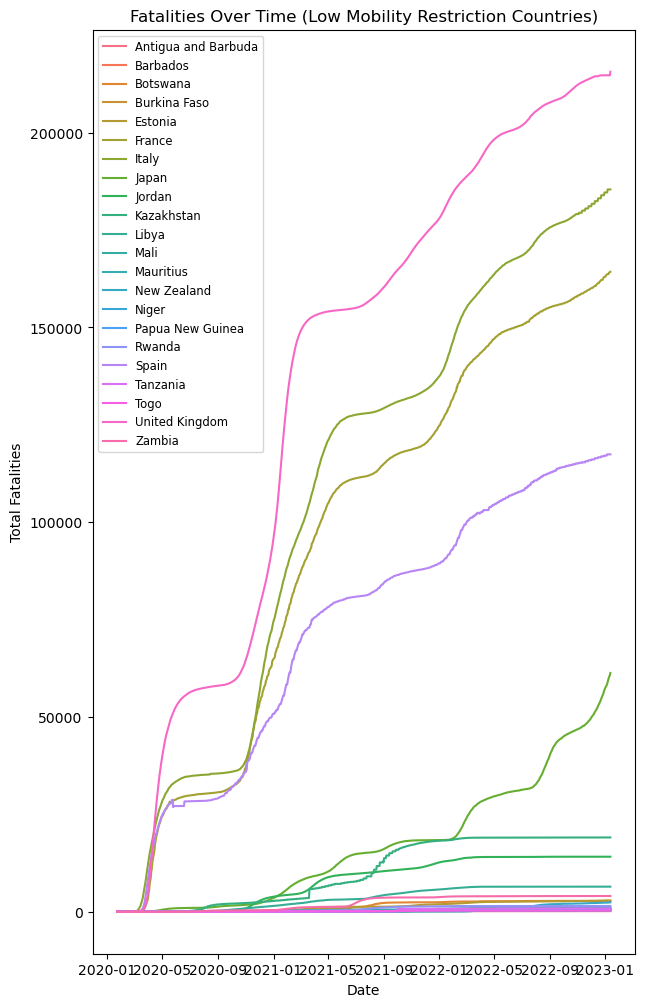 Fatalities Over Time (Low Mobility Restriction Countries)
Antigua and Barbuda
Barbados
Botswana
Burkina Faso
Estonia
France
Italy
Japan
Jordan
Kazakhstan
Libya
Mali
Mauritius
New Zealand
Niger
Papua New Guinea
Rwanda
Spain
Tanzania
Togo
United Kingdom
Zambia
Total Fatalities
200000
150000
100000
50000
0
2020-01 2020-05 2020-09 2021-01 2021-05 2021-09 2022-01 2022-05 2022-09 2023-01
Date